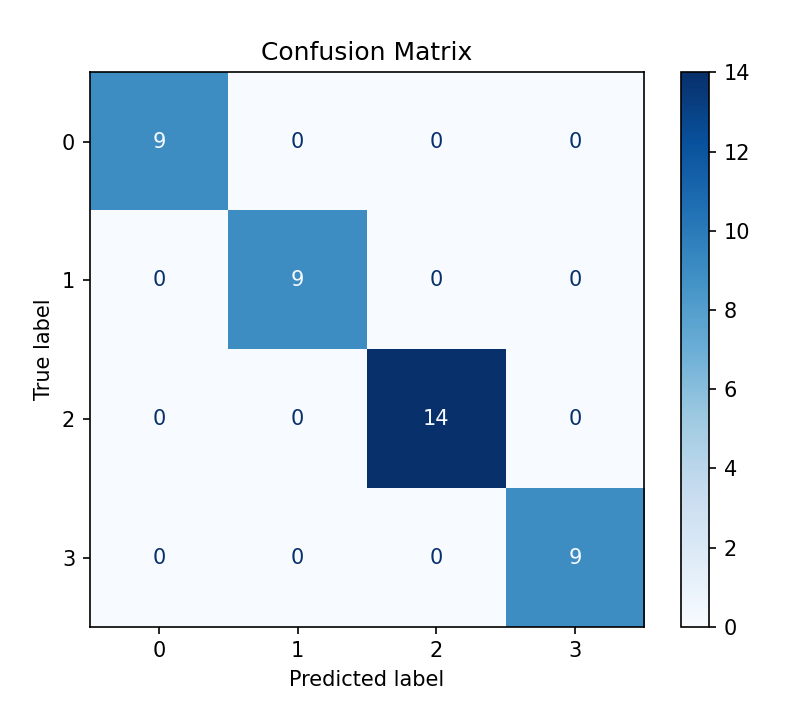 Confusion Matrix
14
0 9 0 0 0
12
10
1 0 9 0 0
8
True label
6
2 0 0 14 0
4
2
3 0 0 0 9
0
0 1 2 3
Predicted label